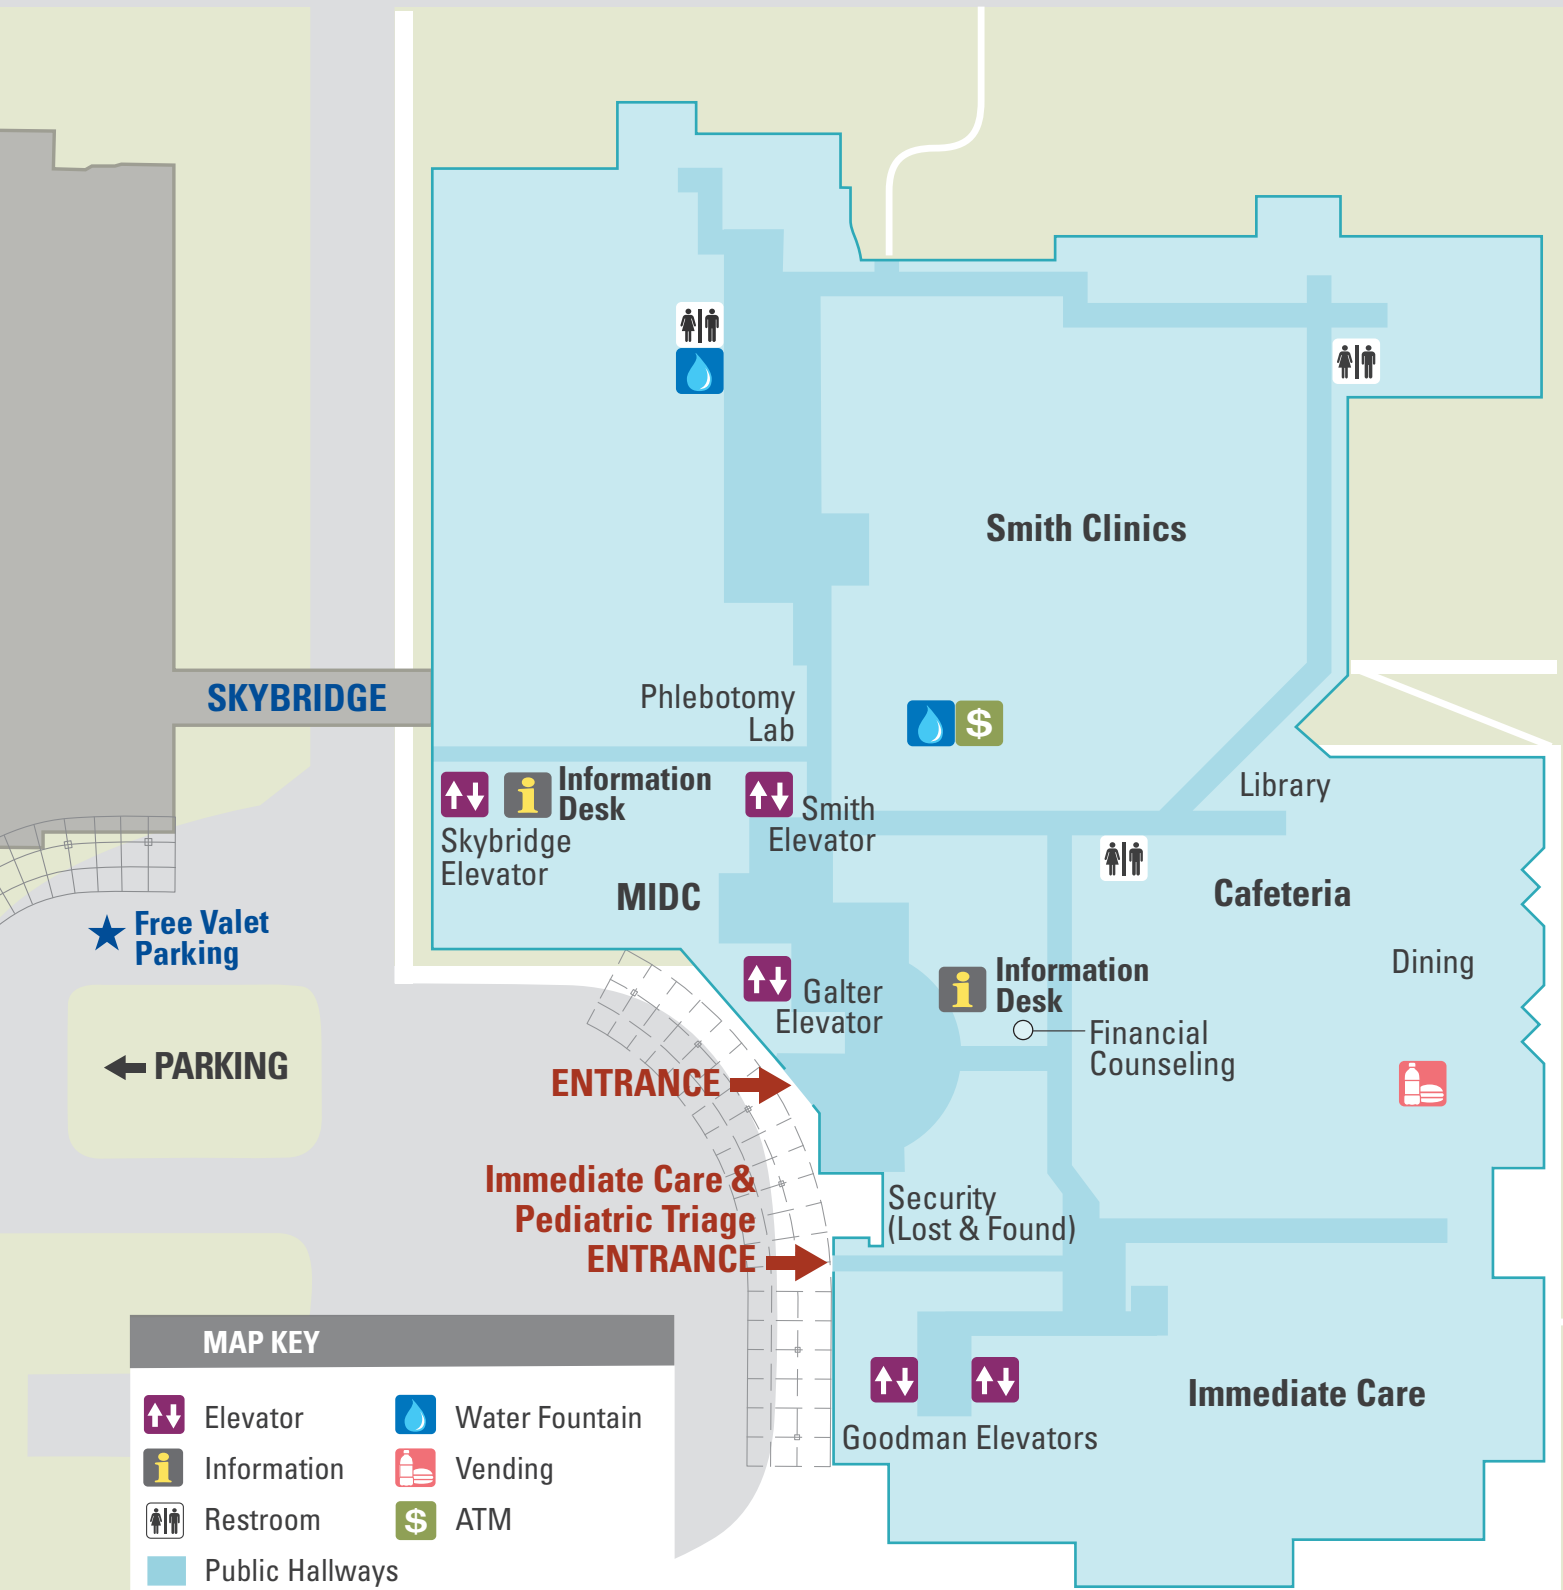 Smith Clinics
SKYBRIDGE
Phlebotomy
Lab
$
Information
Desk
Skybridge
Elevator
Smith
Elevator
Library
MIDC
Cafeteria
Free Valet
Parking
Dining
Galter
Elevator
Information
Desk
Financial
Counseling
PARKING
ENTRANCE
Immediate Care &
Pediatric Triage
ENTRANCE
Security
(Lost & Found)
Immediate Care
Goodman Elevators
MAP KEY
Elevator
Water Fountain
Information
Vending
Restroom
$ ATM
Public Hallways